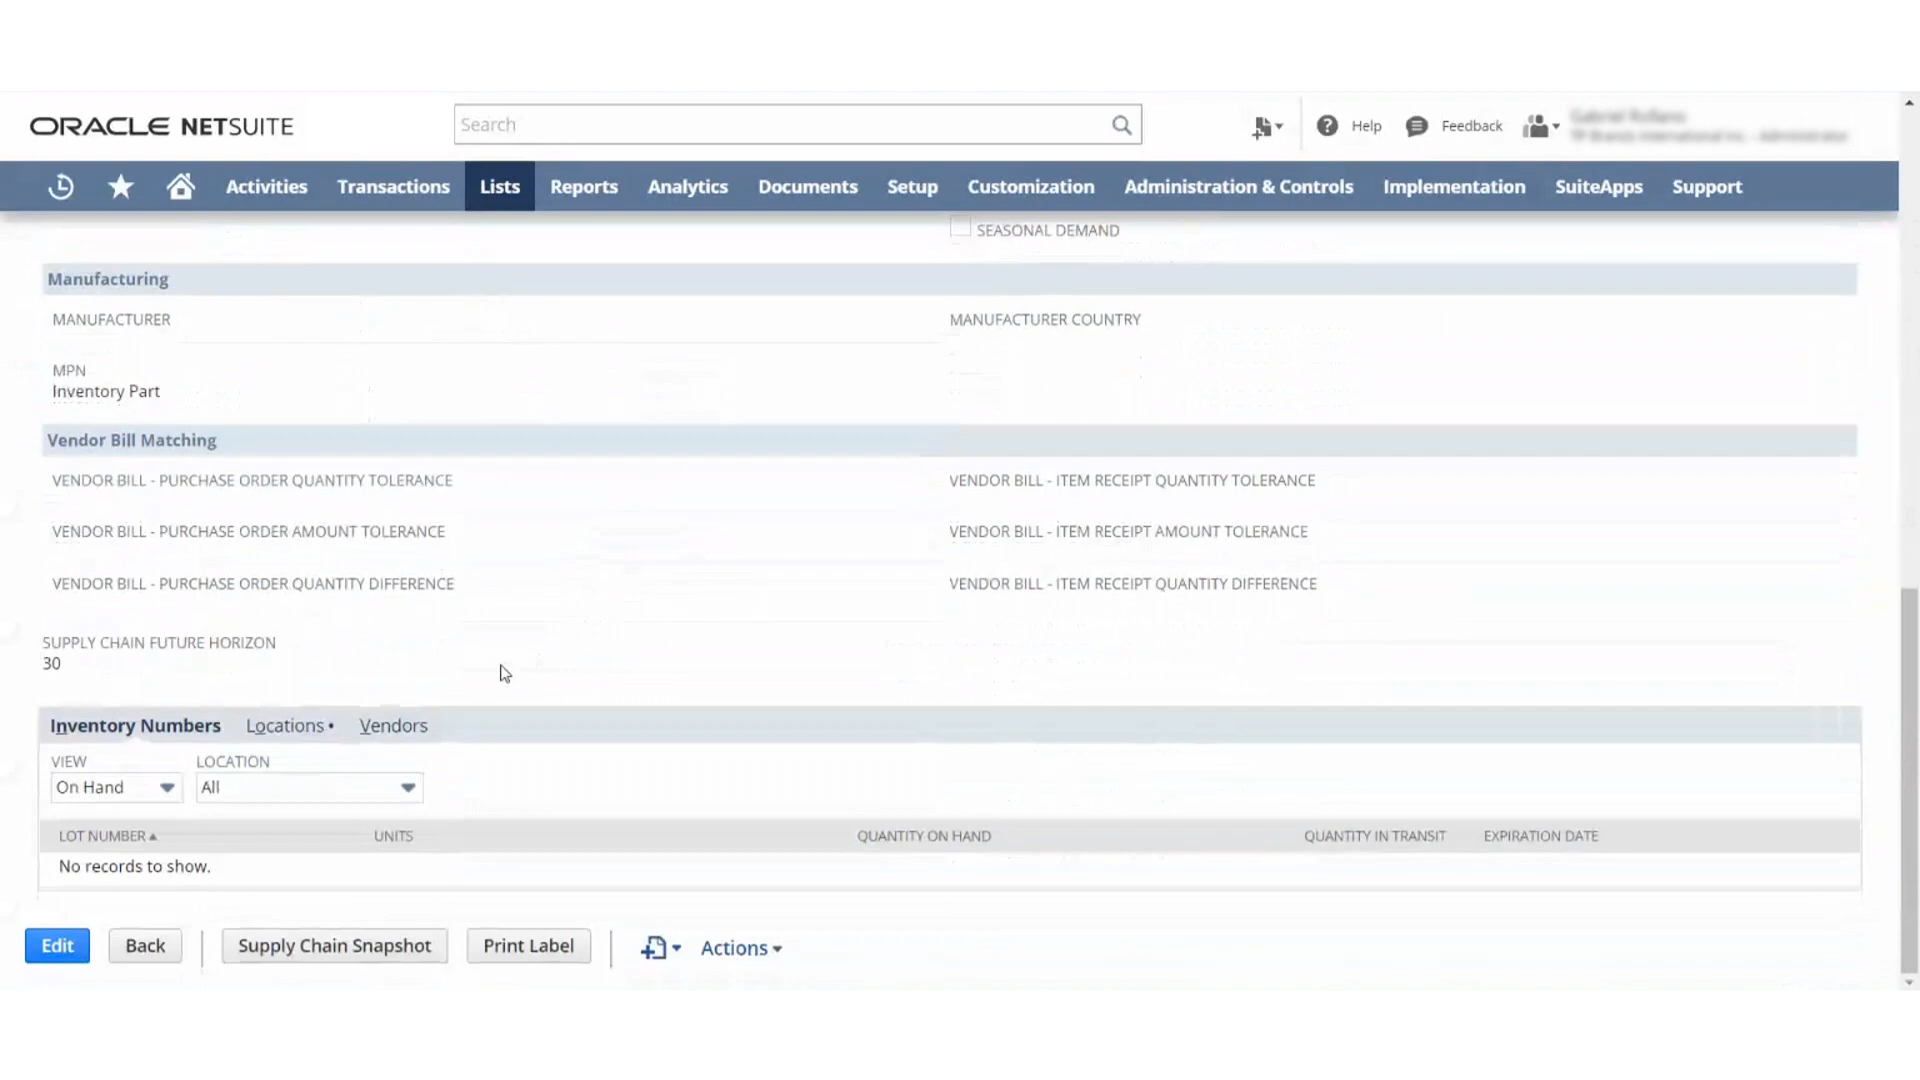 ORACLE NETSUITE
Search
Help
Feedback
Activities
Transactions
Lists
Reports
Analytics
Documents
Setup
Customization
Administration & Controls
Implementation
SuiteApps
Support
SEASONAL DEMAND
Manufacturing
MANUFACTURER
MANUFACTURER COUNTRY
MPN
Inventory Part
Vendor Bill Matching
VENDOR BILL - PURCHASE ORDER QUANTITY TOLERANCE
VENDOR BILL - ITEM RECEIPT QUANTITY TOLERANCE
VENDOR BILL - PURCHASE ORDER AMOUNT TOLERANCE
VENDOR BILL - ITEM RECEIPT AMOUNT TOLERANCE
VENDOR BILL - PURCHASE ORDER QUANTITY DIFFERENCE
VENDOR BILL - ITEM RECEIPT QUANTITY DIFFERENCE
SUPPLY CHAIN FUTURE HORIZON
30
Inventory Numbers
Locations •
Vendors
VIEW
LOCATION
On Hand
All
LOT NUMBER ▲
UNITS
QUANTITY ON HAND
QUANTITY IN TRANSIT
EXPIRATION DATE
No records to show.
Edit
Back
Supply Chain Snapshot
Print Label
Actions